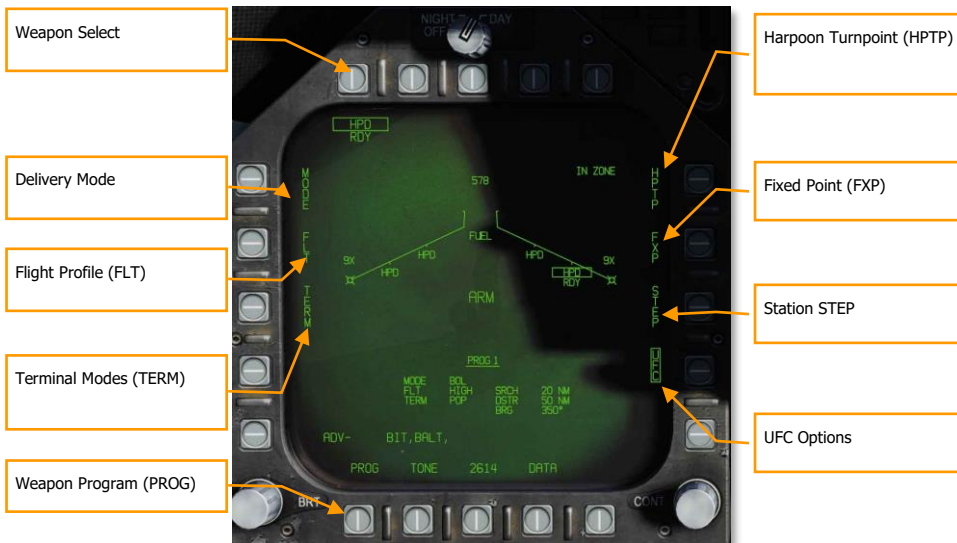 Weapon Select
Delivery Mode
Flight Profile (FLT)
Terminal Modes (TERM)
Weapon Program (PROG)
NIGHT DAY
OFF
HPD
RDY
578
IN ZONE
MODE
FLT
TERM
HPTP
FXP
STEP
UFC
FUEL
9X HPD HPD HPD HPD 9X
RDY
ARM
PROG 1
MODE BOL
FLT HIGH SRCH 20 NM
TERM POP DSTR 50 NM
BRG 350°
ADV- BIT,BALT,
PROG TONE 2614 DATA
BRT
CONT
Harpoon Turnpoint (HPTP)
Fixed Point (FXP)
Station STEP
UFC Options